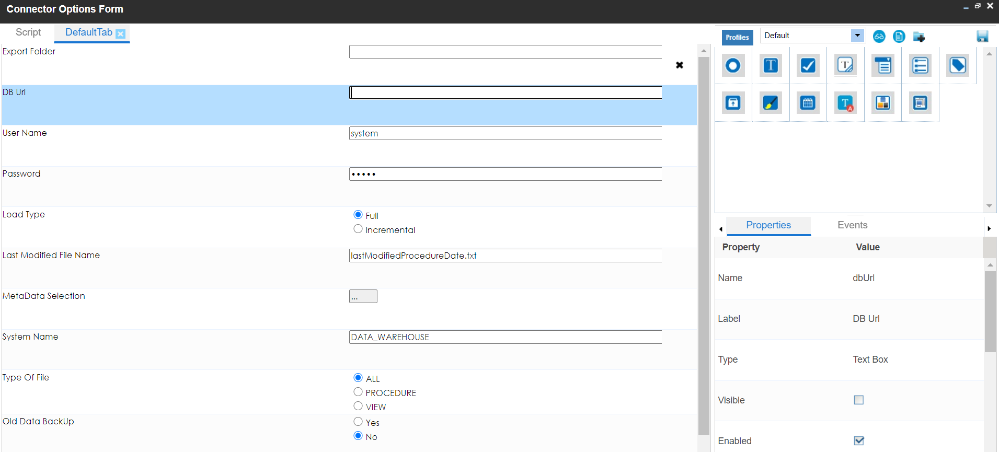 Connector Options Form
Script
DefaultTab
Profiles
Default
Export Folder
DB Url
User Name
system
Password
•••••
Load Type
Full
Incremental
Last Modified File Name
lastModifiedProcedureDate.txt
MetaData Selection
...
System Name
DATA_WAREHOUSE
Type Of File
ALL
PROCEDURE
VIEW
Old Data BackUp
Yes
No
T
T
T
A
Properties
Events
Property Value
Name dbUrl
Label DB Url
Type Text Box
Visible
Enabled